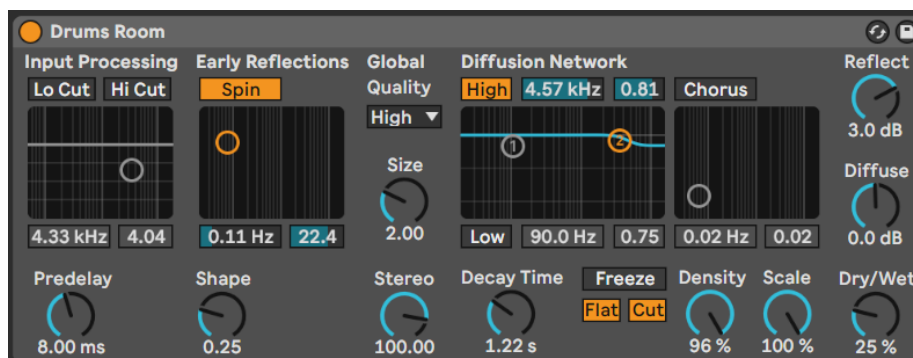 Drums Room
Input Processing Early Reflections Global Diffusion Network Reflect
Lo Cut Hi Cut Spin Quality High 4.57 kHz 0.81 Chorus
High 3.0 dB
1 2
Size Diffuse
4.33 kHz 4.04 0.11 Hz 22.4 2.00 Low 90.0 Hz 0.75 0.02 Hz 0.02 0.0 dB
Predelay Shape Stereo Decay Time Freeze Density Scale Dry/Wet
Flat Cut
8.00 ms 0.25 100.00 1.22 s 96 % 100 % 25 %